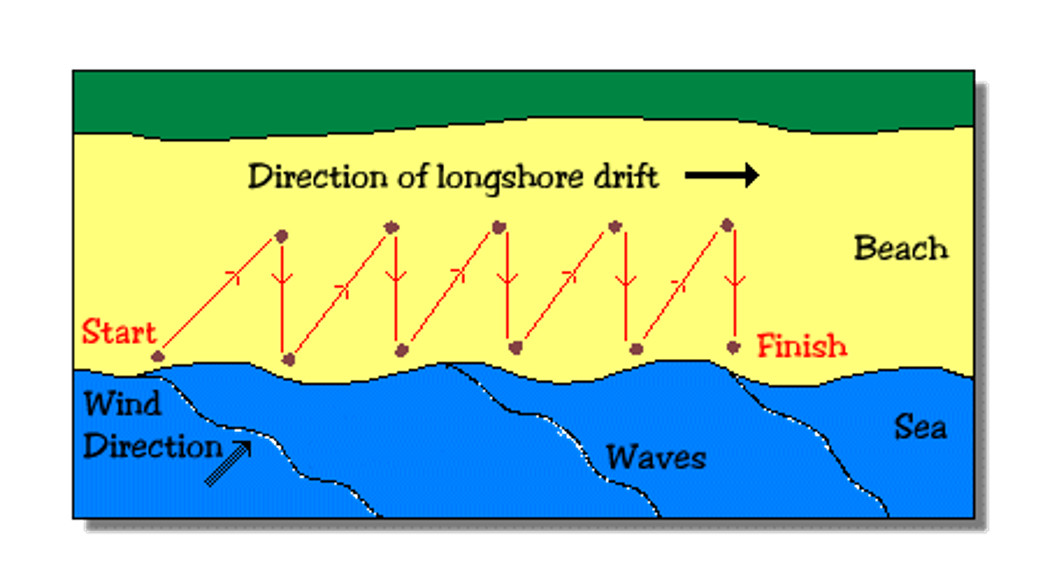 Direction of longshore drift
Beach
Start
Finish
Wind
Direction
Waves
Sea